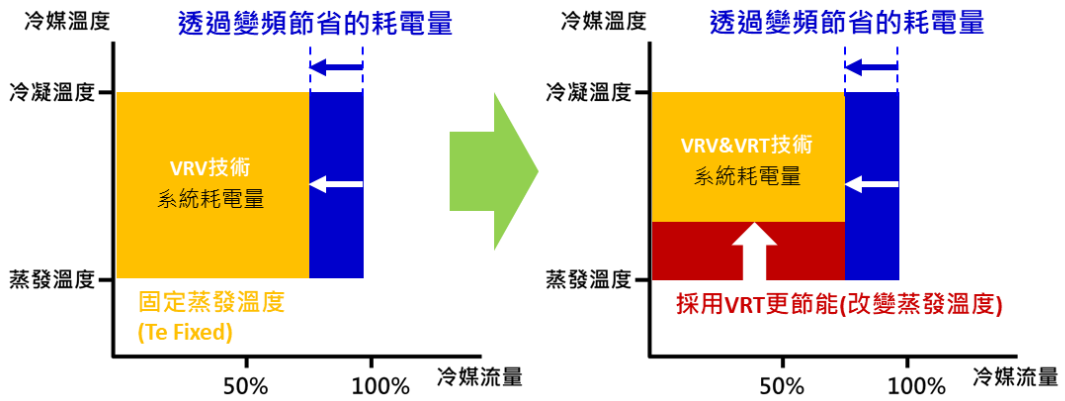 冷媒溫度
透過變頻節省的耗電量
冷凝溫度
VRV技術
系統耗電量
蒸發溫度
固定蒸發溫度
(Te Fixed)
50%
100%
冷媒流量
冷媒溫度
透過變頻節省的耗電量
冷凝溫度
VRV&VRT技術
系統耗電量
蒸發溫度
採用VRT更節能(改變蒸發溫度)
50%
100%
冷媒流量